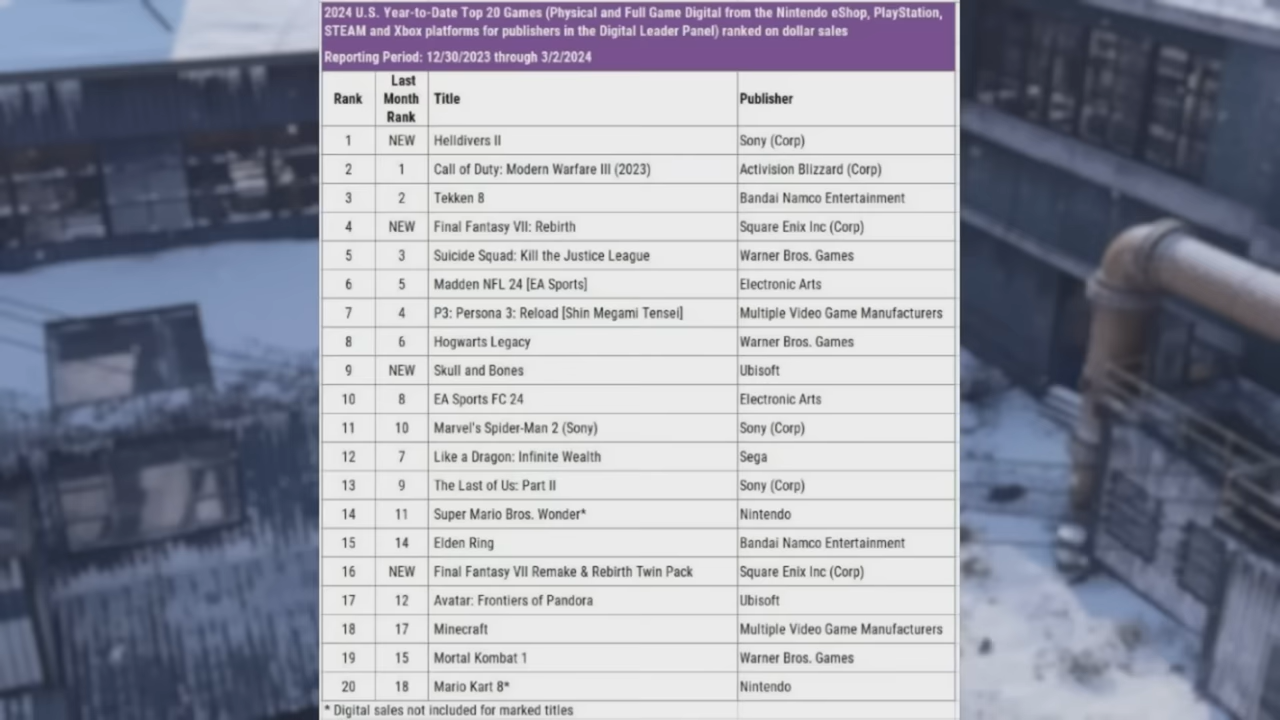 2024 U.S. Year-to-Date Top 20 Games (Physical and Full Game Digital from the Nintendo eShop, PlayStation,
STEAM and Xbox platforms for publishers in the Digital Leader Panel) ranked on dollar sales
Reporting Period: 12/30/2023 through 3/2/2024
Rank Last Month Rank Title Publisher
1 NEW Helldivers II Sony (Corp)
2 1 Call of Duty: Modern Warfare III (2023) Activision Blizzard (Corp)
3 2 Tekken 8 Bandai Namco Entertainment
4 NEW Final Fantasy VII: Rebirth Square Enix Inc (Corp)
5 3 Suicide Squad: Kill the Justice League Warner Bros. Games
6 5 Madden NFL 24 [EA Sports] Electronic Arts
7 4 P3: Persona 3: Reload [Shin Megami Tensei] Multiple Video Game Manufacturers
8 6 Hogwarts Legacy Warner Bros. Games
9 NEW Skull and Bones Ubisoft
10 8 EA Sports FC 24 Electronic Arts
11 10 Marvel's Spider-Man 2 (Sony) Sony (Corp)
12 7 Like a Dragon: Infinite Wealth Sega
13 9 The Last of Us: Part II Sony (Corp)
14 11 Super Mario Bros. Wonder* Nintendo
15 14 Elden Ring Bandai Namco Entertainment
16 NEW Final Fantasy VII Remake & Rebirth Twin Pack Square Enix Inc (Corp)
17 12 Avatar: Frontiers of Pandora Ubisoft
18 17 Minecraft Multiple Video Game Manufacturers
19 15 Mortal Kombat 1 Warner Bros. Games
20 18 Mario Kart 8* Nintendo
* Digital sales not included for marked titles